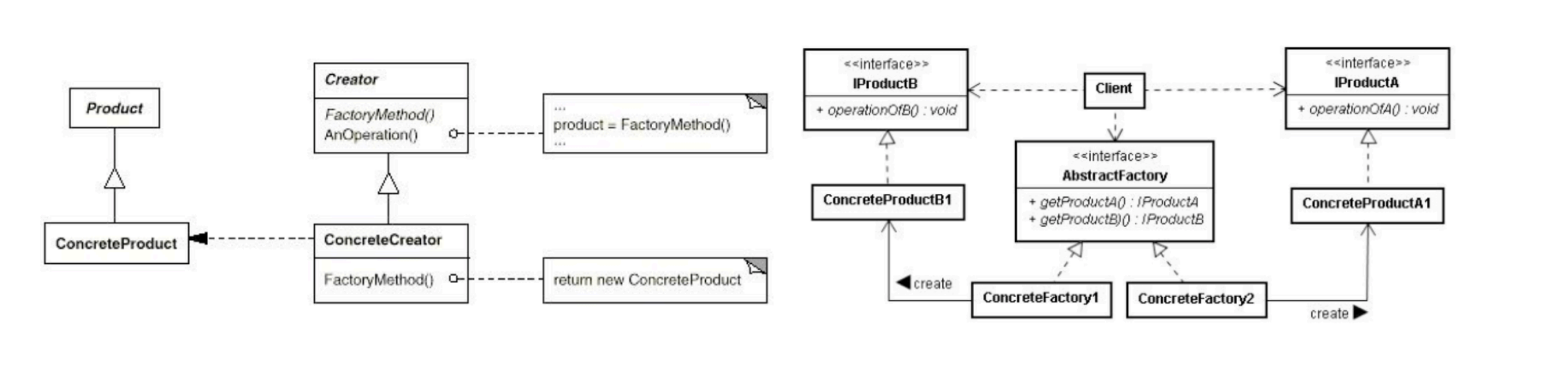 Product
ConcreteProduct
Creator
FactoryMethod()
AnOperation()
...
product = FactoryMethod()
...
ConcreteCreator
FactoryMethod()
return new ConcreteProduct
<<interface>>
IProductB
+ operationOfB() : void
Client
<<interface>>
IProductA
+ operationOfA() : void
<<interface>>
AbstractFactory
+ getProductA() : IProductA
+ getProductB)() : IProductB
ConcreteProductB1
ConcreteProductA1
create
ConcreteFactory1
ConcreteFactory2
create